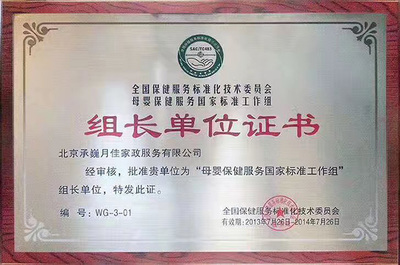 SAC/TC483
全国保健服务标准化技术委员会
母婴保健服务国家标准工作组
组长单位证书
北京承巍月佳家政服务有限公司
经审核，批准贵单位为“母婴保健服务国家标准工作组”
组长单位，特发此证。
编 号：WG-3-01
全国保健服务标准化技术委员会
有效期：2013年7月26日-2014年7月26日